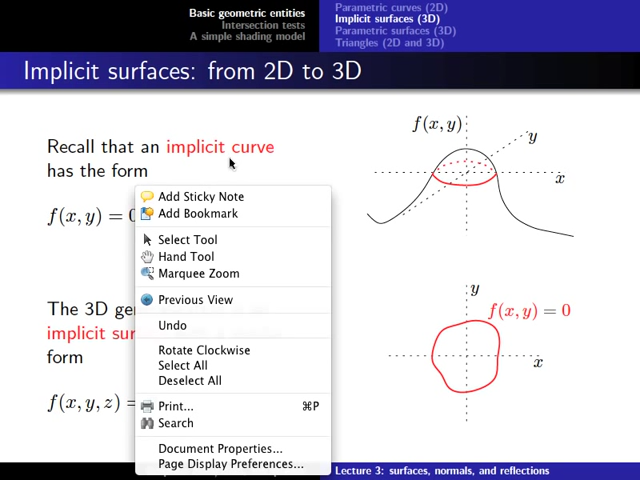 Basic geometric entities
Intersection tests
A simple shading model
Parametric curves (2D)
Implicit surfaces (3D)
Parametric surfaces (3D)
Triangles (2D and 3D)
Implicit surfaces: from 2D to 3D
Recall that an implicit curve
has the form
f(x, y) = 0
The 3D gen
implicit sur
form
f(x, y, z) =
Add Sticky Note
Add Bookmark
Select Tool
Hand Tool
Marquee Zoom
Previous View
Undo
Rotate Clockwise
Select All
Deselect All
Print... ⌘P
Search
Document Properties...
Page Display Preferences...
f(x, y)
y
x
y
f(x, y) = 0
x
Lecture 3: surfaces, normals, and reflections